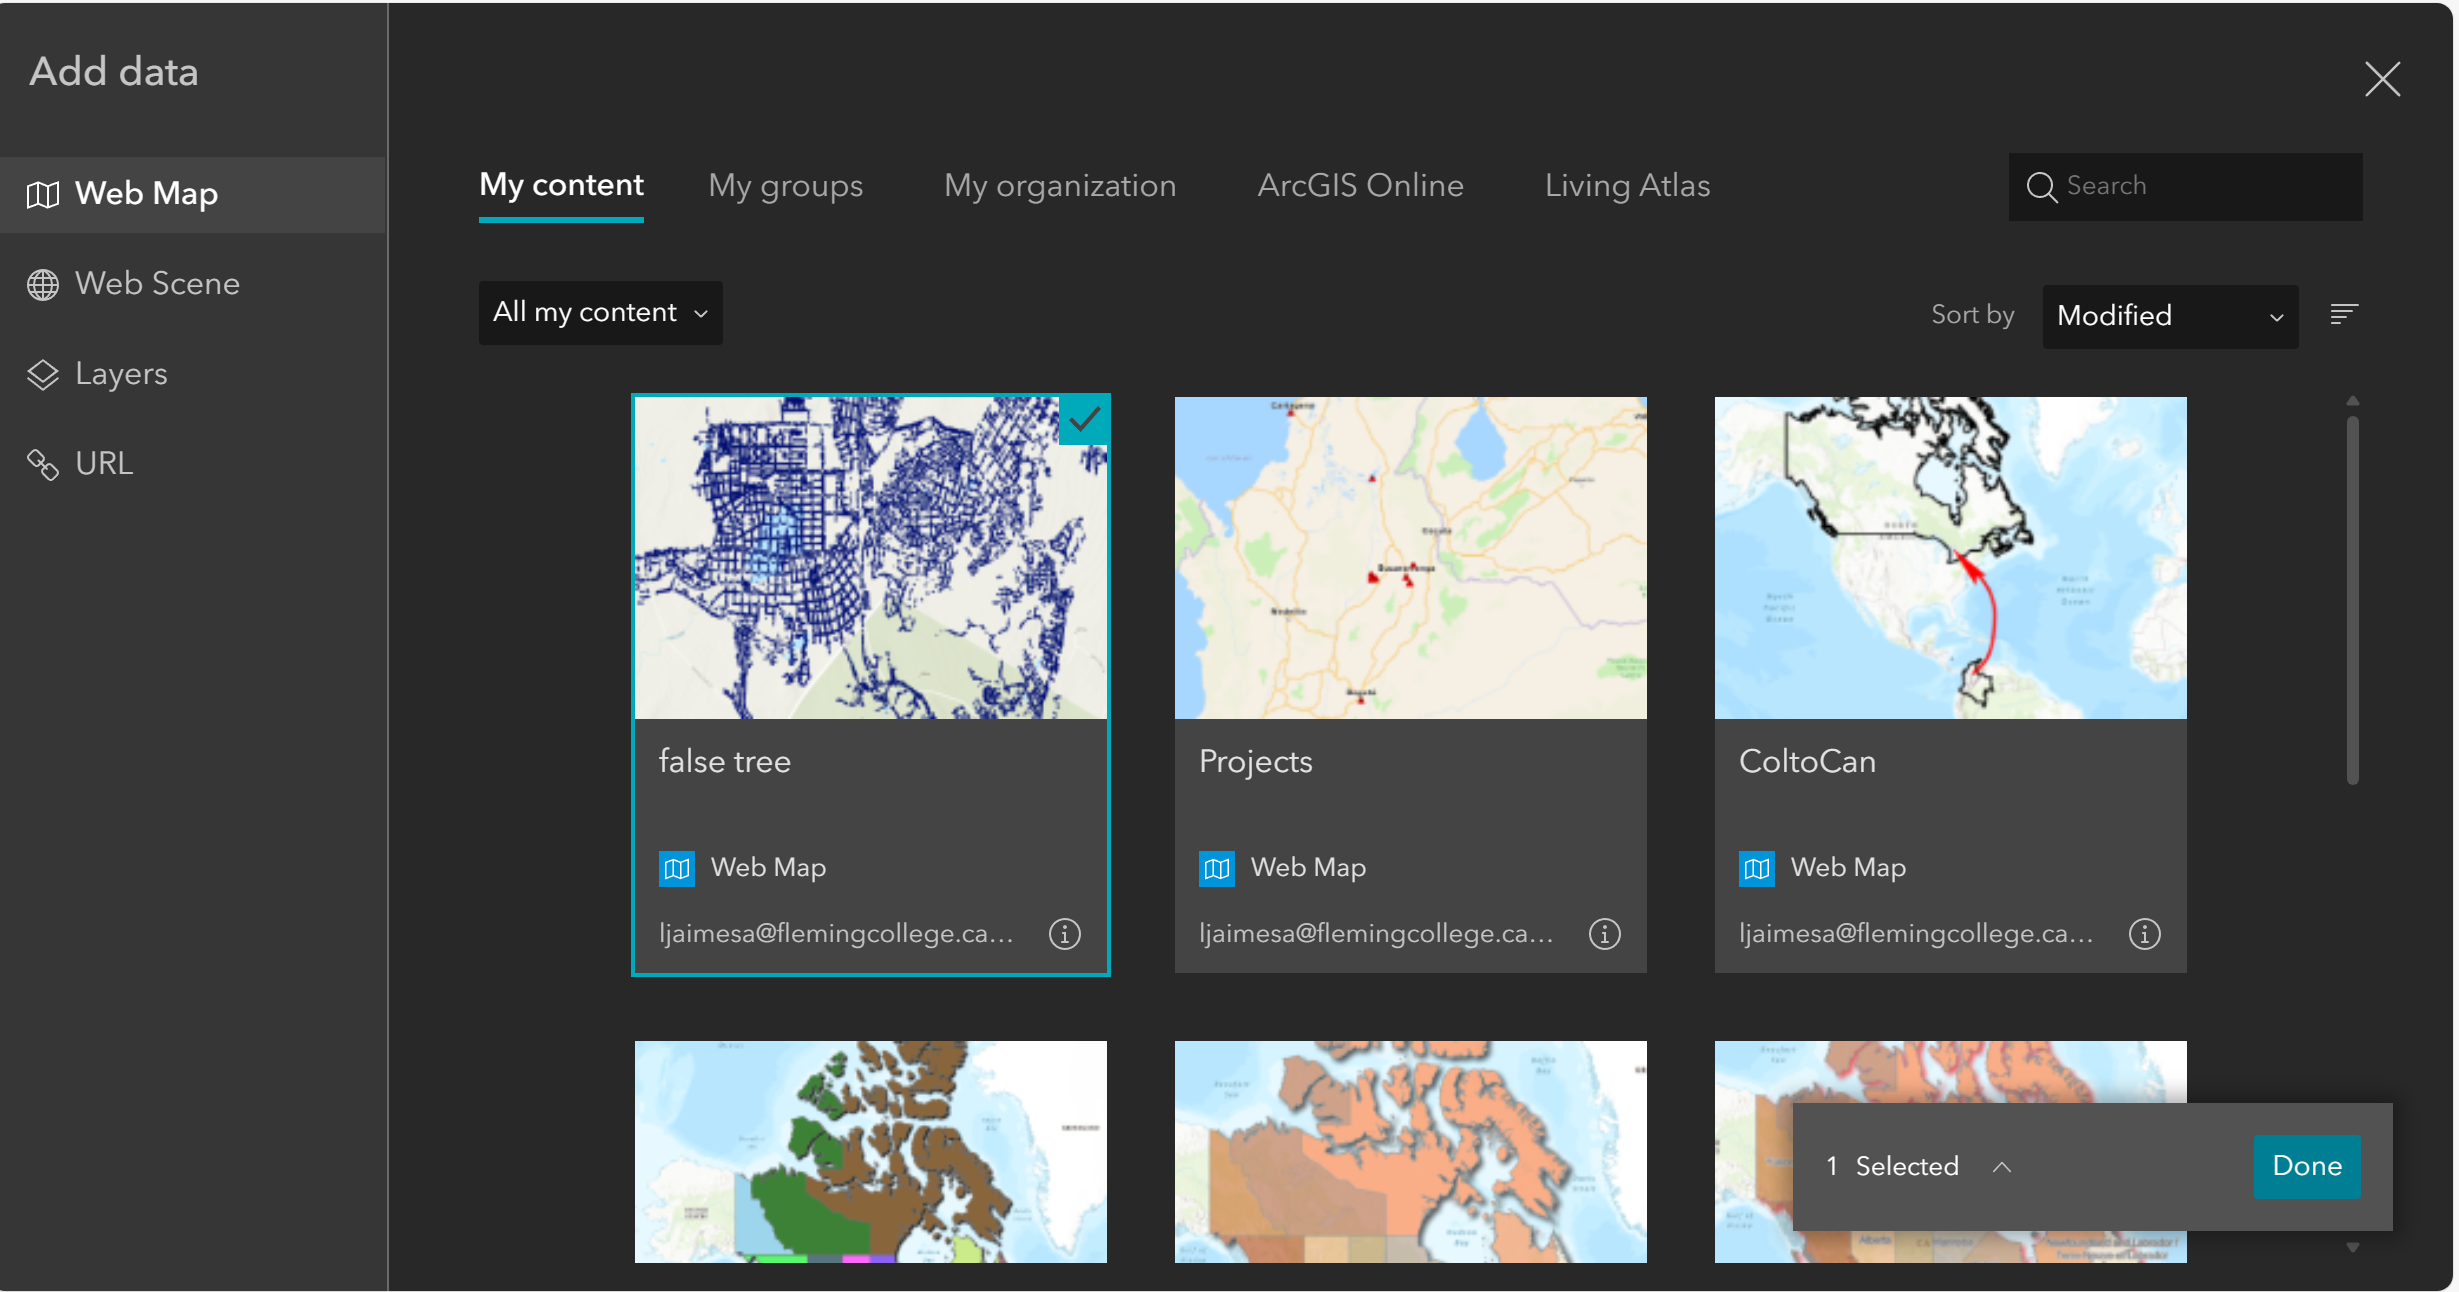 Add data
Web Map
Web Scene
Layers
URL
My content
My groups
My organization
ArcGIS Online
Living Atlas
Search
All my content
Sort by
Modified
false tree
Web Map
ljaimesa@flemingcollege.ca...
Projects
Web Map
ljaimesa@flemingcollege.ca...
ColtoCan
Web Map
ljaimesa@flemingcollege.ca...
1 Selected
Done